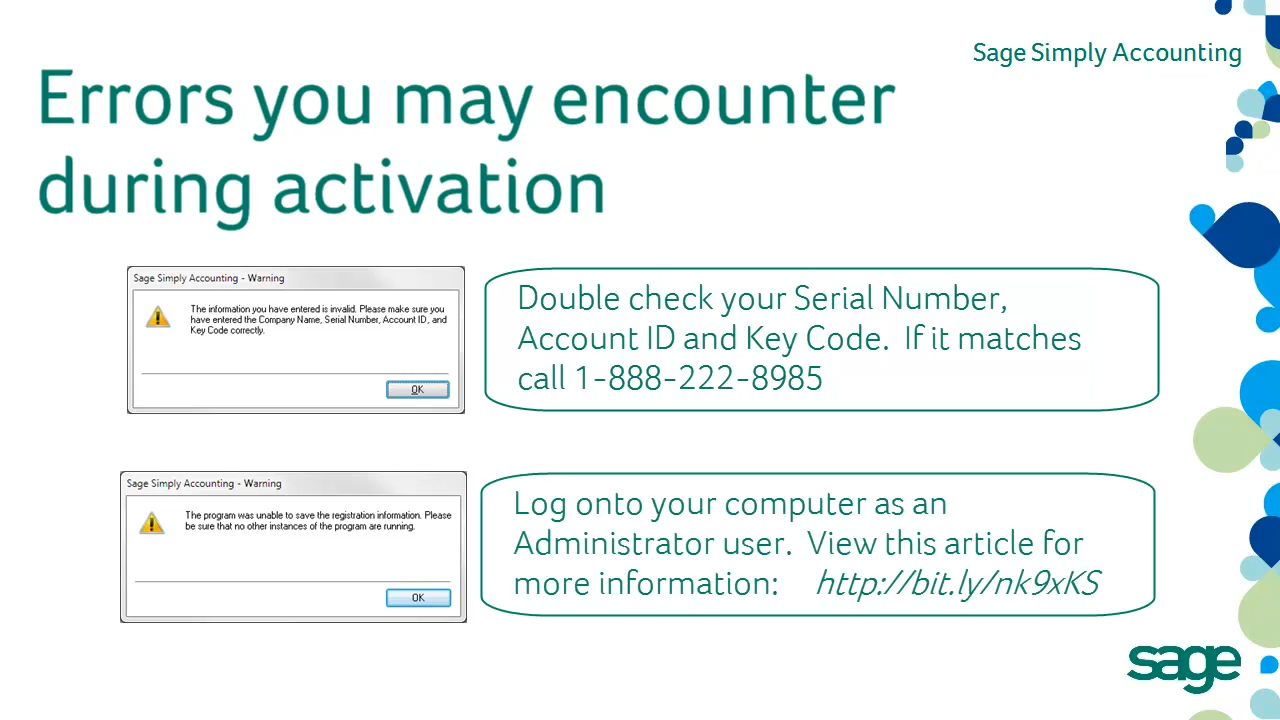 Sage Simply Accounting
Errors you may encounter
during activation
Sage Simply Accounting - Warning
The information you have entered is invalid. Please make sure you
have entered the Company Name, Serial Number, Account ID, and
Key Code correctly.
OK
Double check your Serial Number,
Account ID and Key Code.  If it matches
call 1-888-222-8985
Sage Simply Accounting - Warning
The program was unable to save the registration information. Please
be sure that no other instances of the program are running.
OK
Log onto your computer as an
Administrator user.  View this article for
more information:    http://bit.ly/nk9xKS
sage